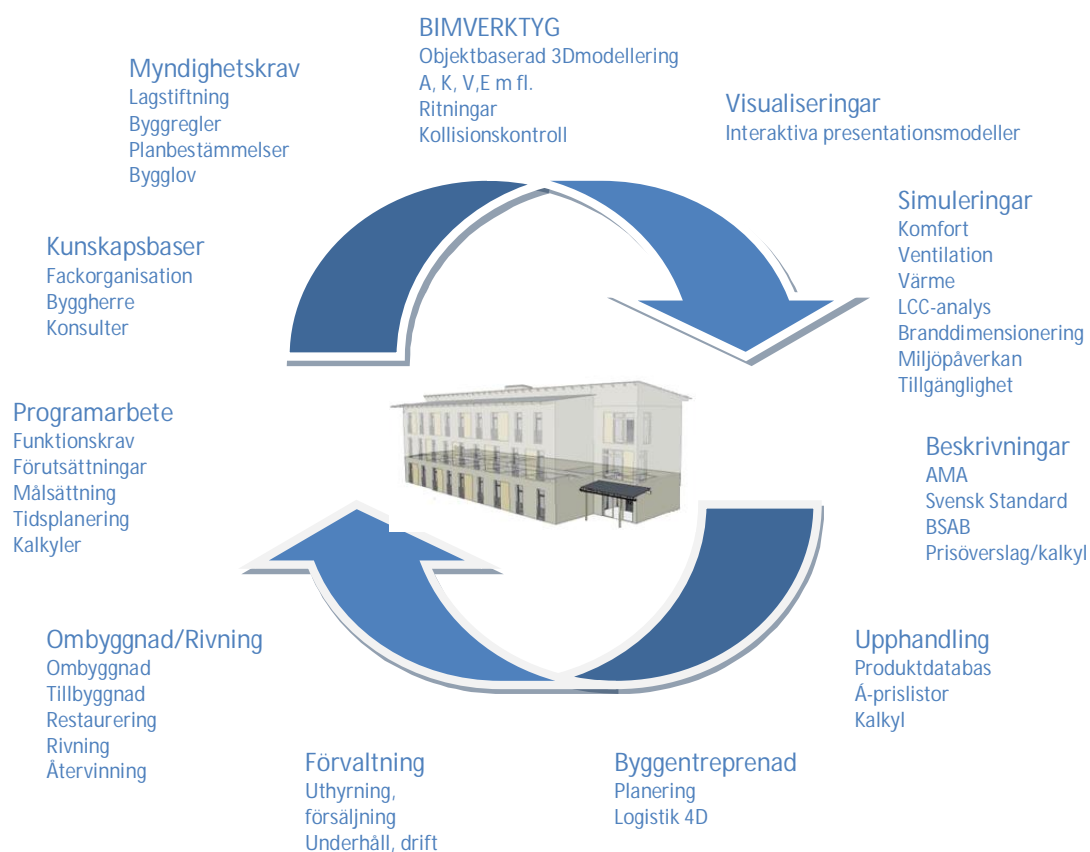 BIMVERKTYG
Objektbaserad 3Dmodellering
A, K, V,E m fl.
Ritningar
Kollisionskontroll
Visualiseringar
Interaktiva presentationsmodeller
Simuleringar
Komfort
Ventilation
Värme
LCC-analys
Branddimensionering
Miljöpåverkan
Tillgänglighet
Beskrivningar
AMA
Svensk Standard
BSAB
Prisöverslag/kalkyl
Upphandling
Produktdatabas
Á-prislistor
Kalkyl
Byggentreprenad
Planering
Logistik 4D
Förvaltning
Uthyrning,
försäljning
Underhåll, drift
Ombyggnad/Rivning
Ombyggnad
Tillbyggnad
Restaurering
Rivning
Återvinning
Programarbete
Funktionskrav
Förutsättningar
Målsättning
Tidsplanering
Kalkyler
Kunskapsbaser
Fackorganisation
Byggherre
Konsulter
Myndighetskrav
Lagstiftning
Byggregler
Planbestämmelser
Bygglov